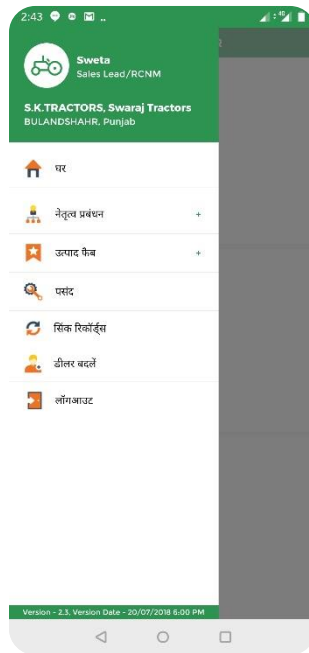 2:43
Sweta
Sales Lead/RCNM
S.K.TRACTORS, Swaraj Tractors
BULANDSHAHR, Punjab
घर
नेतृत्व प्रबंधन +
उत्पाद फैब +
पसंद
सिंक रिकॉर्ड्स
डीलर बदलें
लॉगआउट
Version - 2.3, Version Date - 20/07/2018 6:00 PM